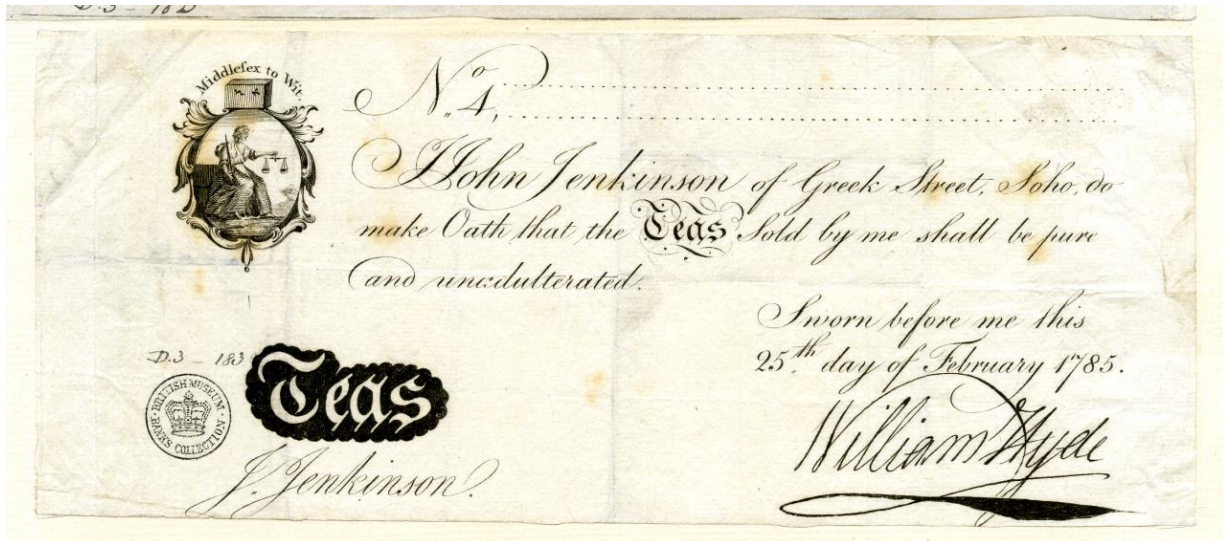 D.3 - 182
Middlesex to Wit.
No. 4,
I John Jenkinson of Greek Street, Soho, do
make Oath that the Teas Sold by me shall be pure
and unadulterated.
Sworn before me this
25th. day of February 1785.
William Hyde
D.3 - 183
Teas
BRITISH MUSEUM
BANKS COLLECTION
J. Jenkinson.